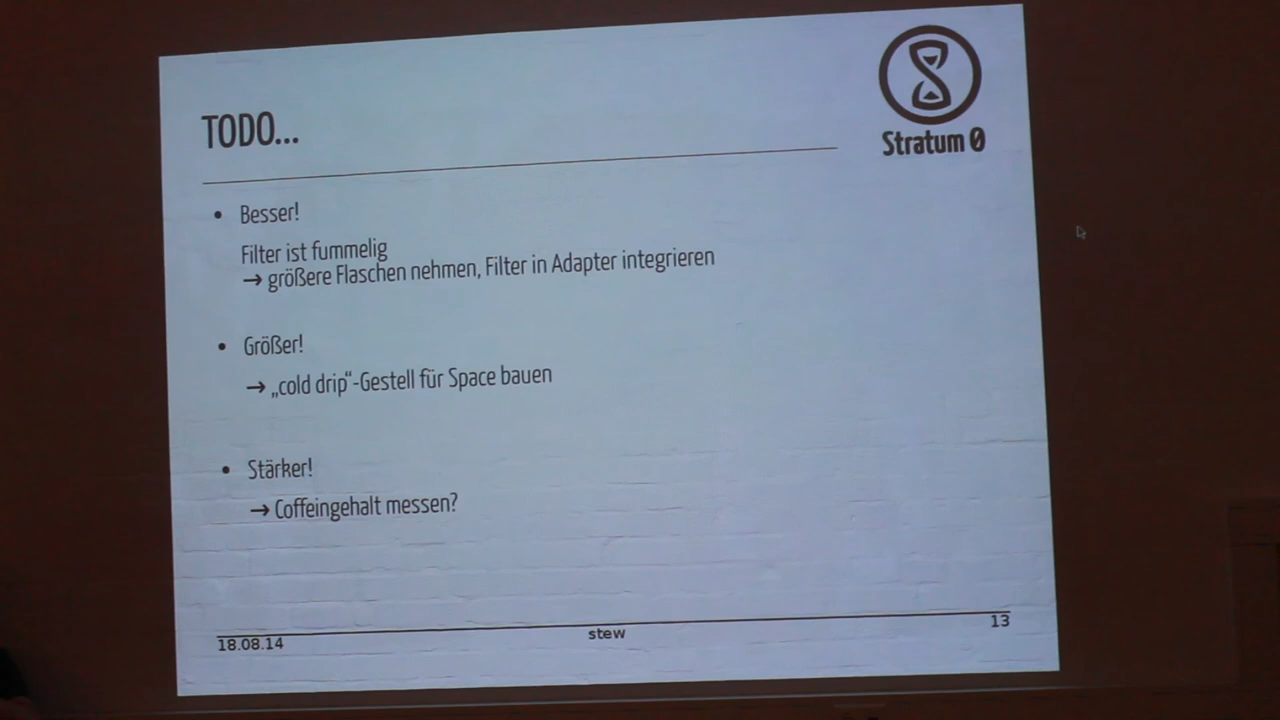 TODO...
Stratum 0
• Besser!
Filter ist fummelig
→ größere Flaschen nehmen, Filter in Adapter integrieren
• Größer!
→ „cold drip“-Gestell für Space bauen
• Stärker!
→ Coffeingehalt messen?
18.08.14
stew
13